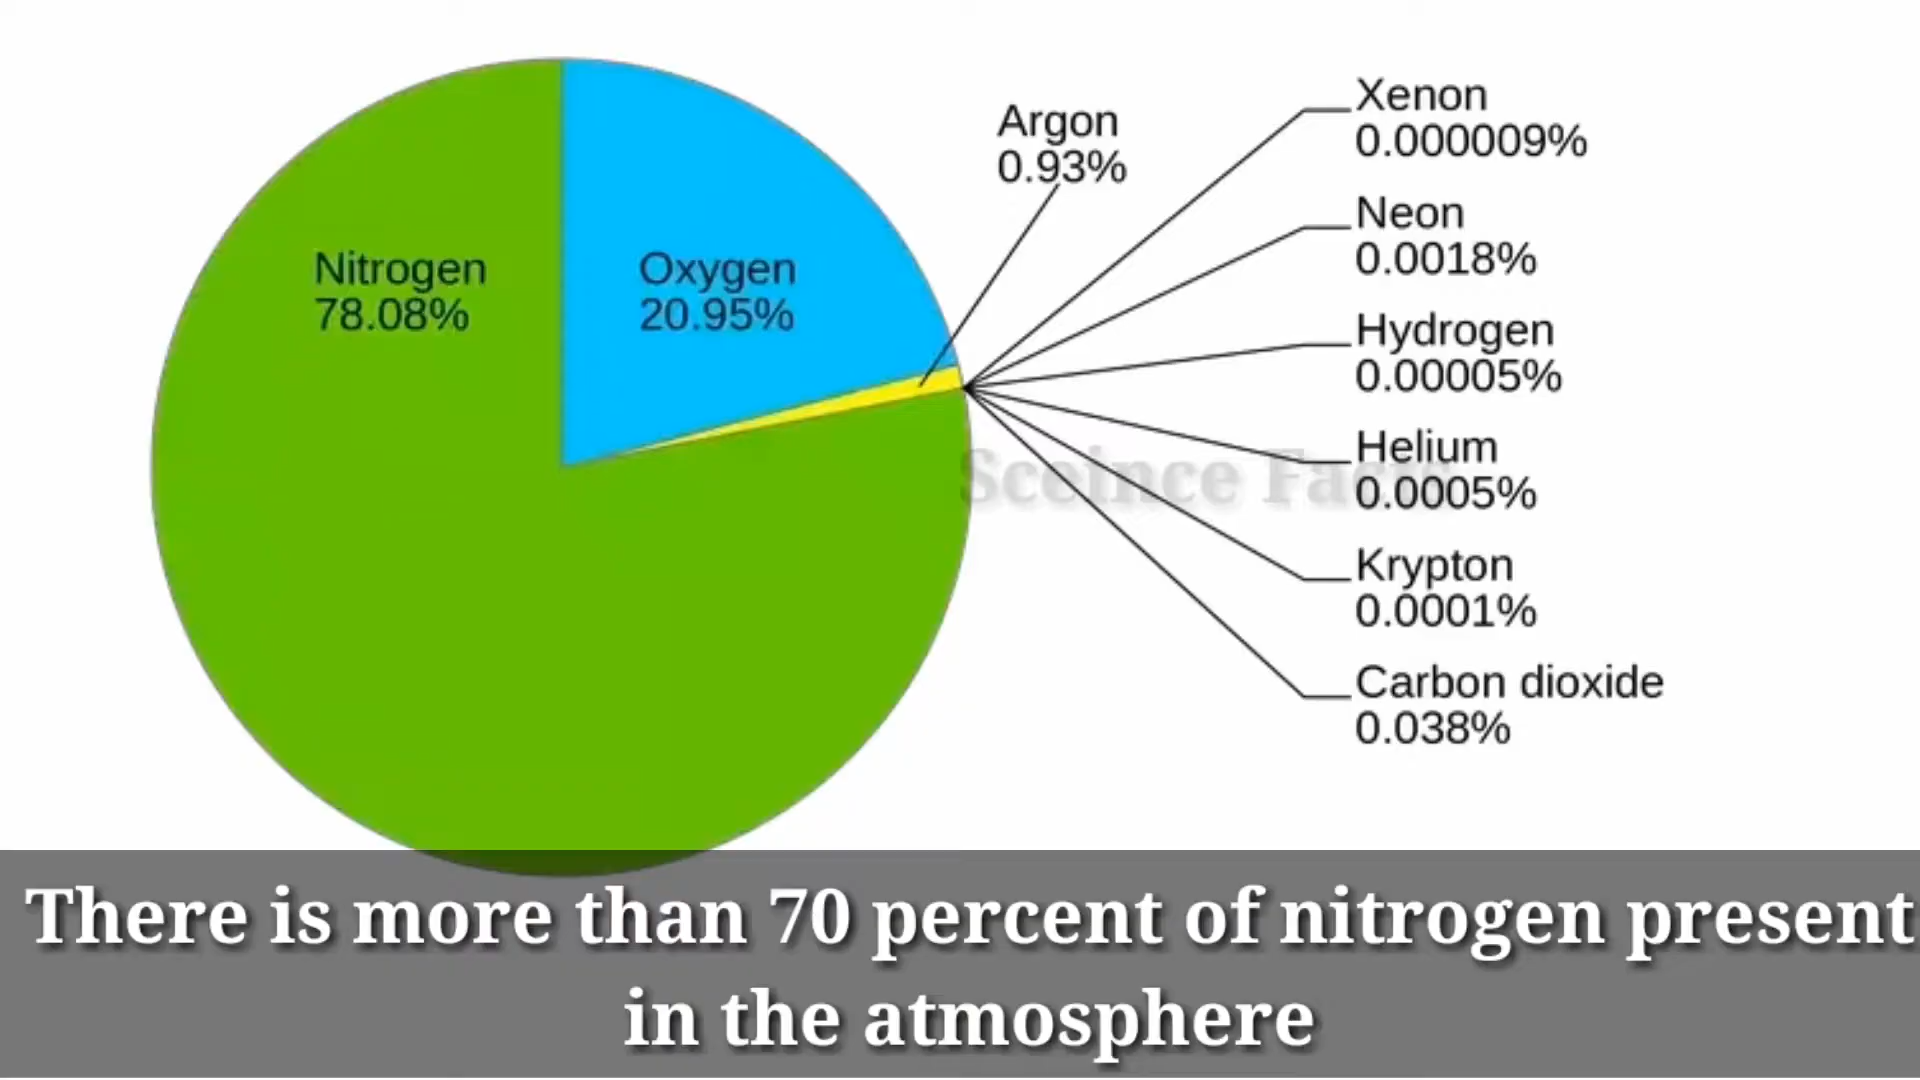 Nitrogen
78.08%
Oxygen
20.95%
Argon
0.93%
Xenon
0.000009%
Neon
0.0018%
Hydrogen
0.00005%
Helium
0.0005%
Krypton
0.0001%
Carbon dioxide
0.038%
Sceince Facts
There is more than 70 percent of nitrogen present
in the atmosphere